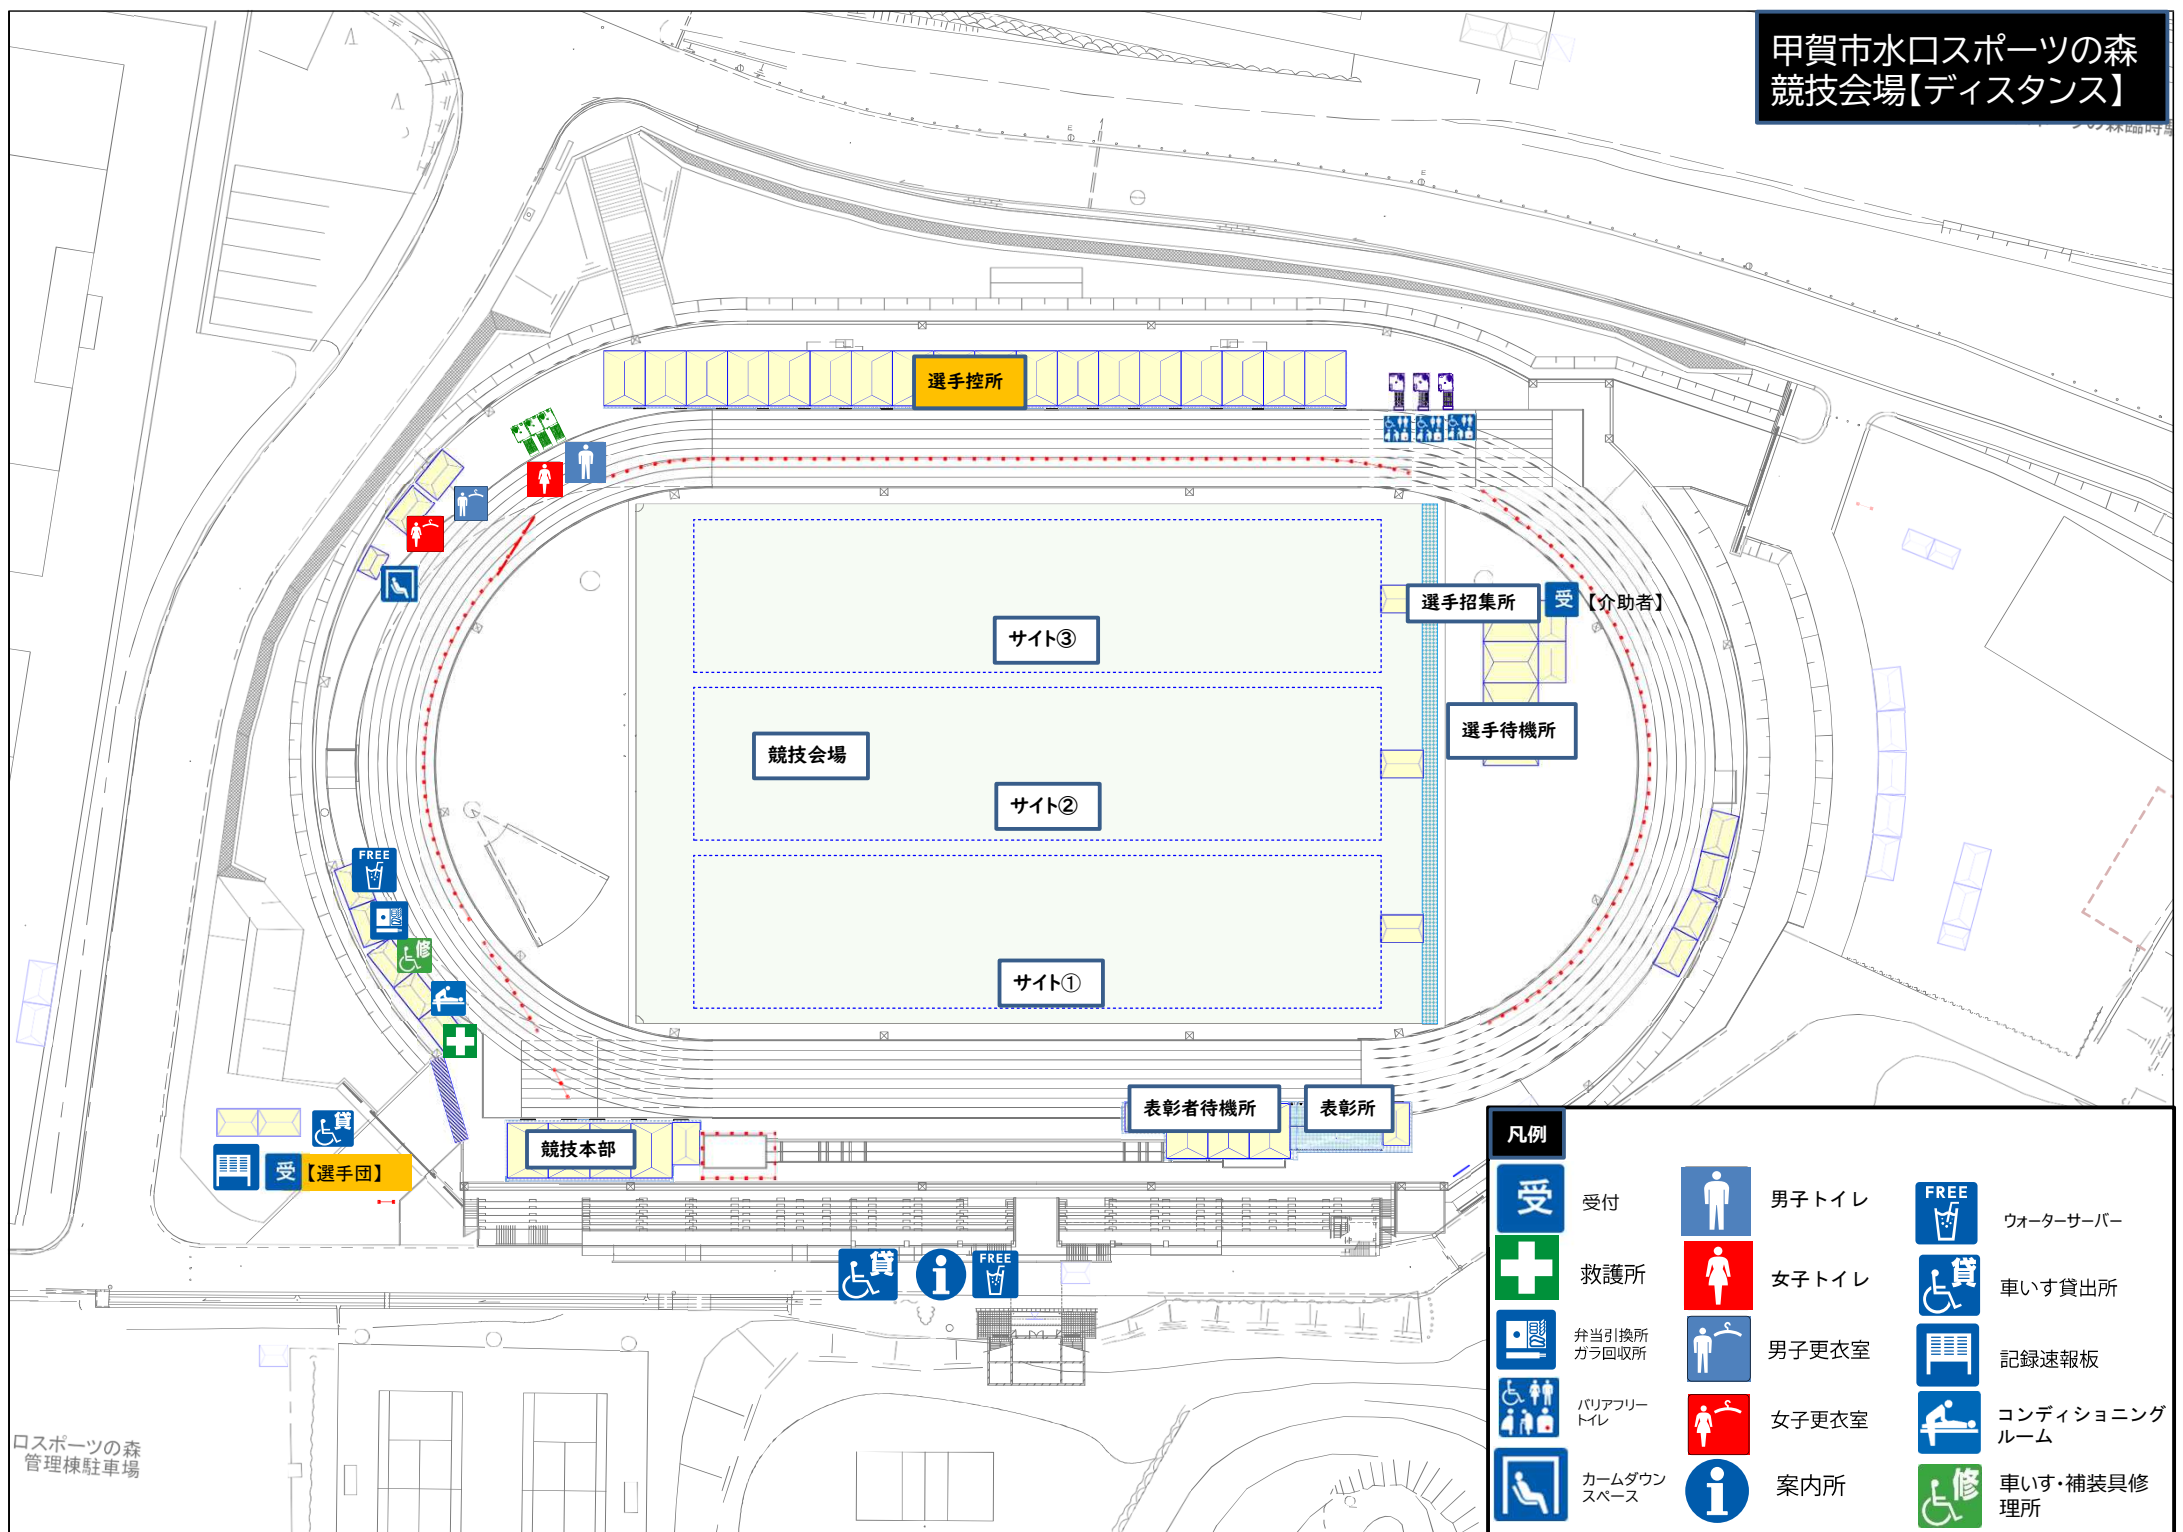 甲賀市水口スポーツの森
競技会場【ディスタンス】
選手控所
サイト③
選手招集所
受
【介助者】
選手待機所
競技会場
サイト②
サイト①
FREE
修
表彰者待機所
表彰所
競技本部
貸
受
【選手団】
貸
FREE
口スポーツの森
管理棟駐車場
凡例
受
受付
男子トイレ
FREE
ウォーターサーバー
救護所
女子トイレ
貸
車いす貸出所
弁当引換所
ガラ回収所
男子更衣室
記録速報板
バリアフリー
トイレ
女子更衣室
コンディショニング
ルーム
カームダウン
スペース
案内所
修
車いす・補装具修
理所